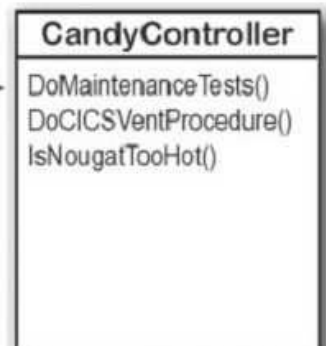 CandyController
DoMaintenanceTests()
DoCICSVentProcedure()
IsNougatTooHot()